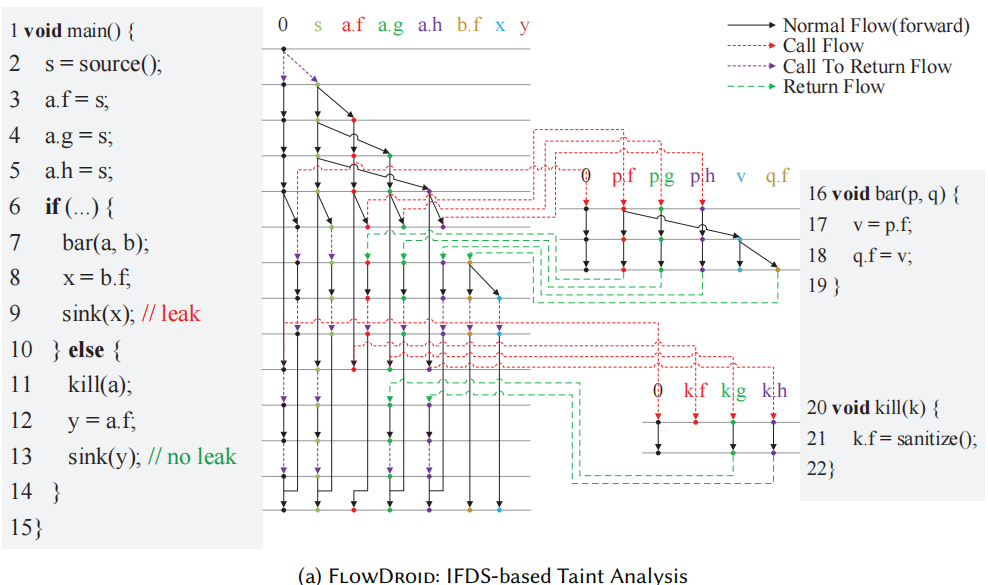 1 void main() {
2 s = source();
3 a.f = s;
4 a.g = s;
5 a.h = s;
6 if (...) {
7 bar(a, b);
8 x = b.f;
9 sink(x); // leak
10 } else {
11 kill(a);
12 y = a.f;
13 sink(y); // no leak
14 }
15}
0 s a.f a.g a.h b.f x y
Normal Flow(forward)
Call Flow
Call To Return Flow
Return Flow
0 p.f p.g p.h v q.f
16 void bar(p, q) {
17 v = p.f;
18 q.f = v;
19 }
0 k.f k.g k.h
20 void kill(k) {
21 k.f = sanitize();
22}
(a) FLOWDROID: IFDS-based Taint Analysis